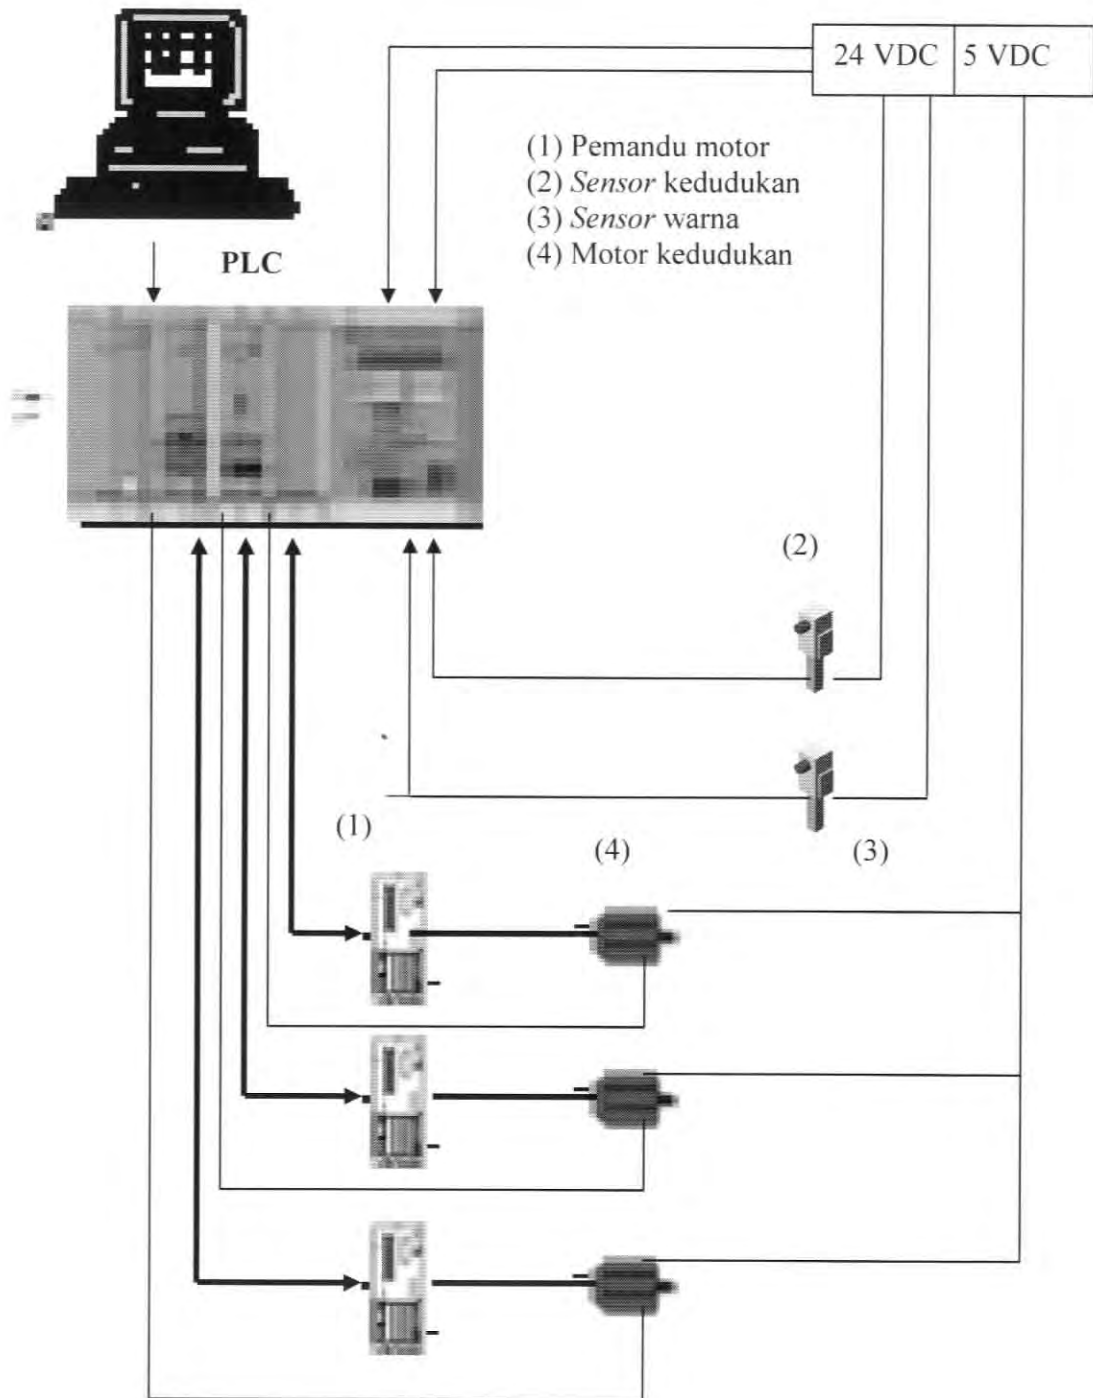 24 VDC 5 VDC
(1) Pemandu motor
(2) Sensor kedudukan
(3) Sensor warna
(4) Motor kedudukan
PLC
(2)
(1)
(4)
(3)